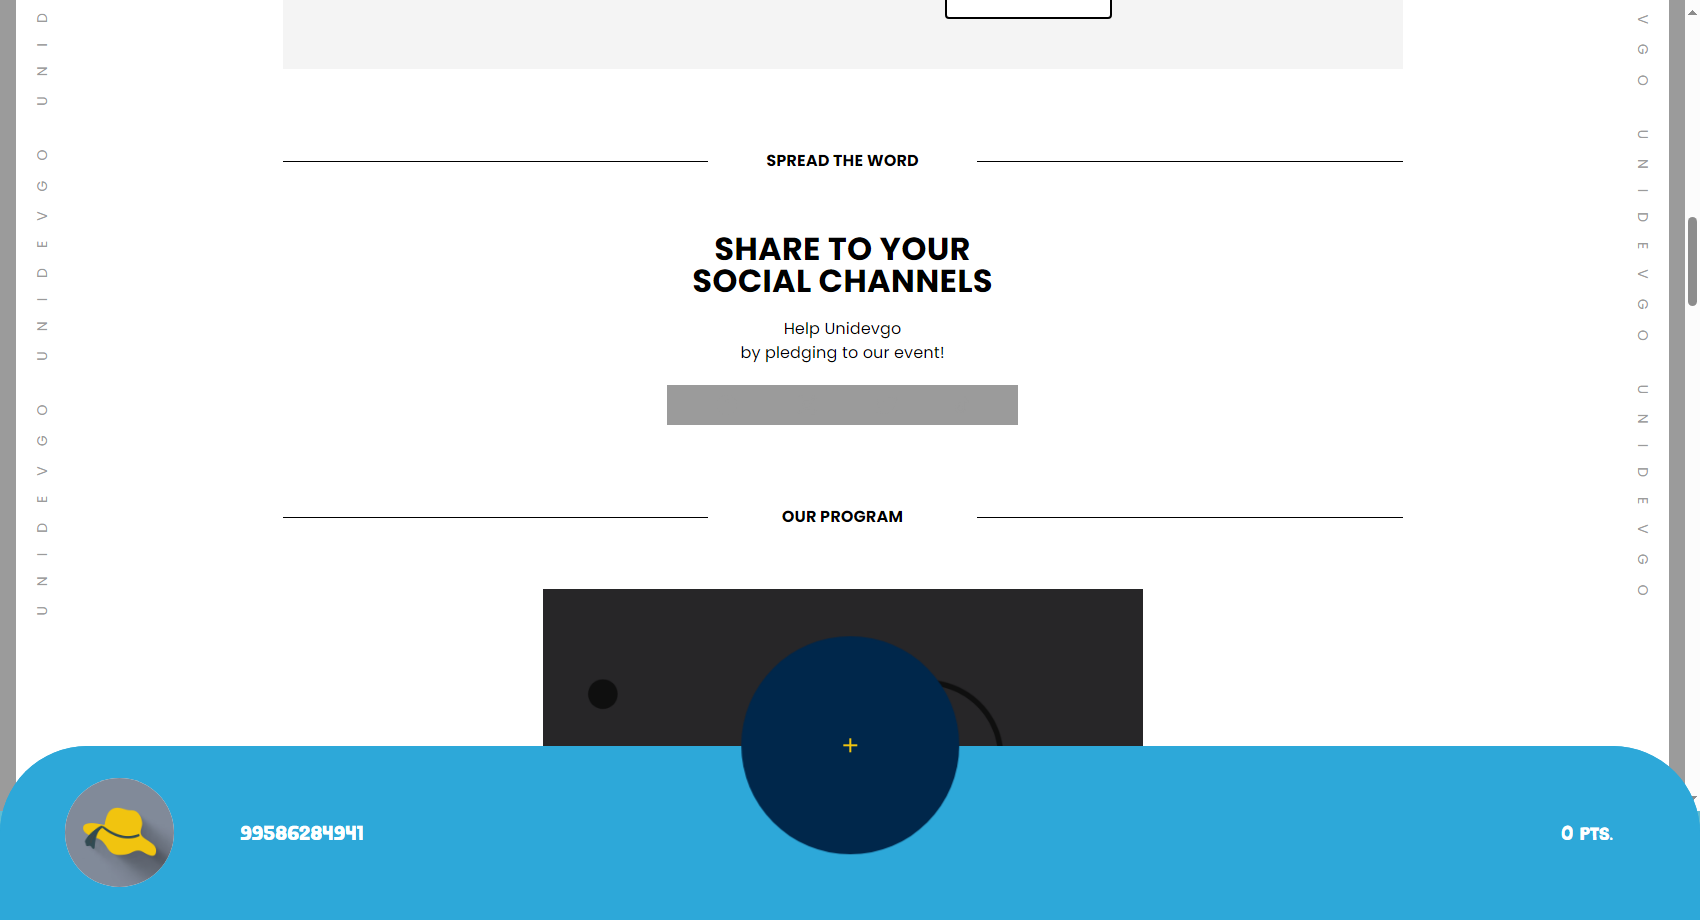 SPREAD THE WORD
SHARE TO YOUR
SOCIAL CHANNELS
Help Unidevgo
by pledging to our event!
OUR PROGRAM
UNIDEVGO UNIDEVGO UNID
VGO UNIDEVGO UNIDEVGO
+
99586284941
0 PTS.